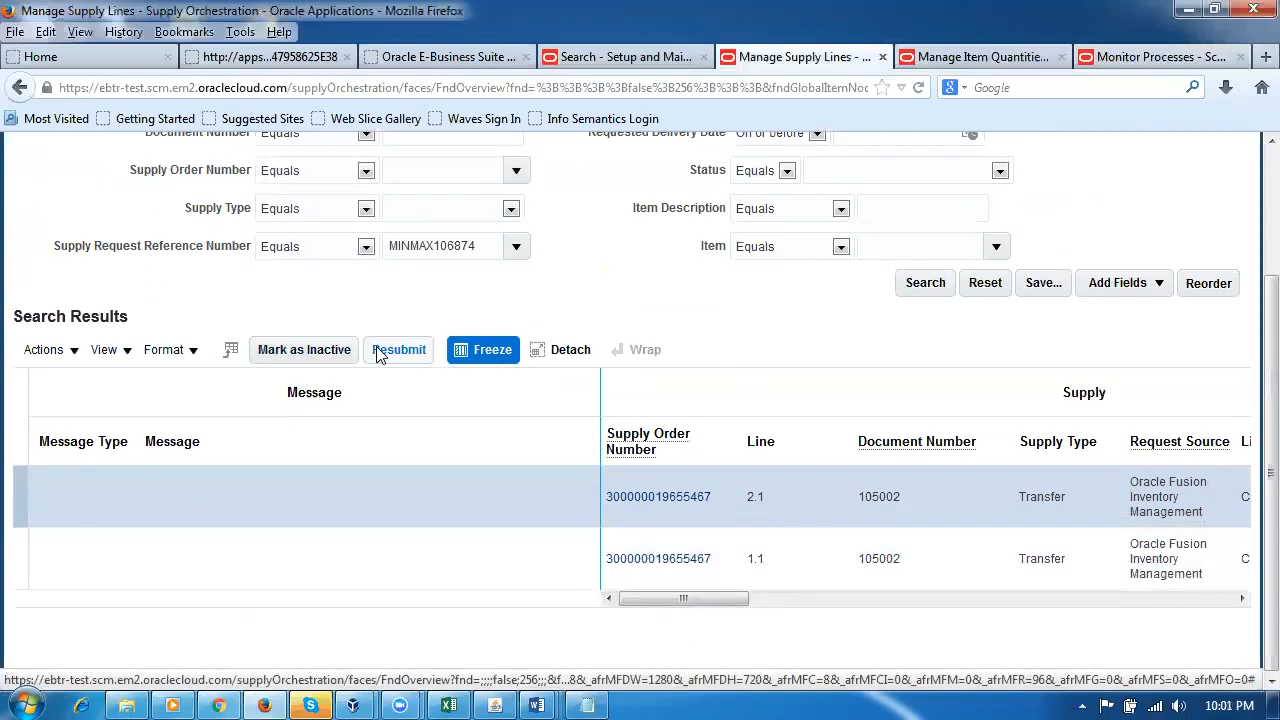 Manage Supply Lines - Supply Orchestration - Oracle Applications - Mozilla Firefox
File Edit View History Bookmarks Tools Help
Home × http://apps....47958625E38 × Oracle E-Business Suite ... × Search - Setup and Mai... × Manage Supply Lines - ... × Manage Item Quantities... × Monitor Processes - Sc... × +
https://ebtr-test.scm.em2.oraclecloud.com/supplyOrchestration/faces/FndOverview?fnd=%3B%3B%3B%3Bfalse%3B256%3B%3B%3B&fndGlobalItemNoc Google
Most Visited Getting Started Suggested Sites Web Slice Gallery Waves Sign In Info Semantics Corporation
Document Number Equals Requested Delivery Date On or before
Supply Order Number Equals Status Equals
Supply Type Equals Item Description Equals
Supply Request Reference Number Equals MINMAX106874 Item Equals
Search Reset Save... Add Fields Reorder
Search Results
Actions View Format Mark as Inactive Resubmit Freeze Detach Wrap
Message Supply
Message Type Message Supply Order Number Line Document Number Supply Type Request Source Li
300000019655467 2.1 105002 Transfer Oracle Fusion Inventory Management C
300000019655467 1.1 105002 Transfer Oracle Fusion Inventory Management C
https://ebtr-test.scm.em2.oraclecloud.com/supplyOrchestration/faces/FndOverview?fnd=;;;;false;256;;;&f...8&_afrMFDW=1280&_afrMFDH=720&_afrMFC=8&_afrMFCI=0&_afrMFM=0&_afrMFR=96&_afrMFG=0&_afrMFS=0&_afrMFO=0#
10:01 PM